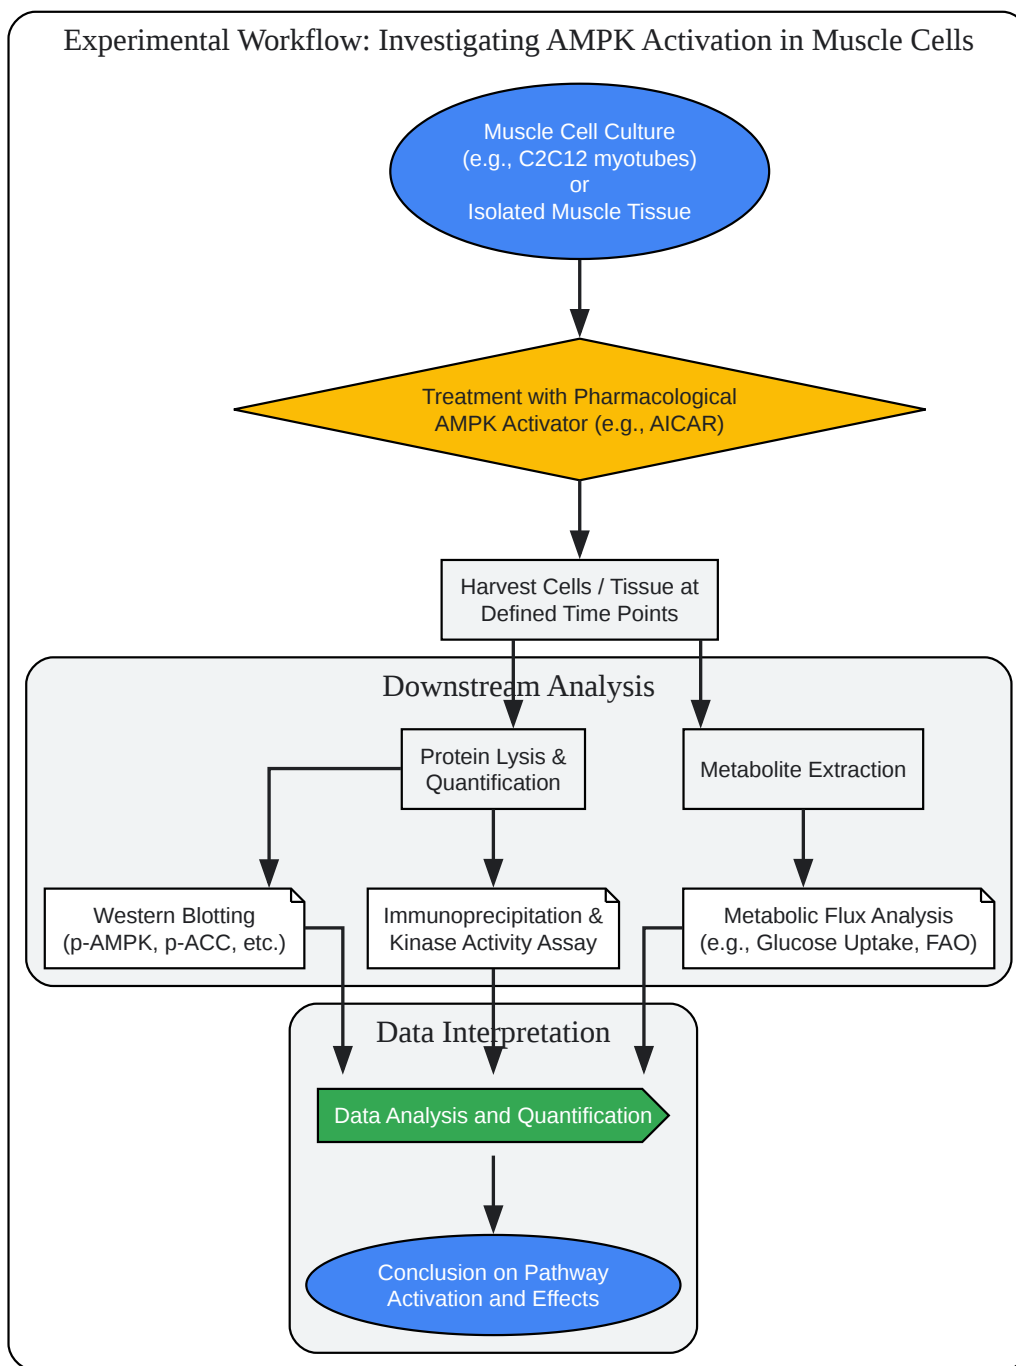 Experimental Workflow: Investigating AMPK Activation in Muscle Cells
Muscle Cell Culture
(e.g., C2C12 myotubes)
or
Isolated Muscle Tissue
Treatment with Pharmacological
AMPK Activator (e.g., AICAR)
Harvest Cells / Tissue at
Defined Time Points
Downstream Analysis
Protein Lysis &
Quantification
Metabolite Extraction
Western Blotting
(p-AMPK, p-ACC, etc.)
Immunoprecipitation &
Kinase Activity Assay
Metabolic Flux Analysis
(e.g., Glucose Uptake, FAO)
Data Interpretation
Data Analysis and Quantification
Conclusion on Pathway
Activation and Effects